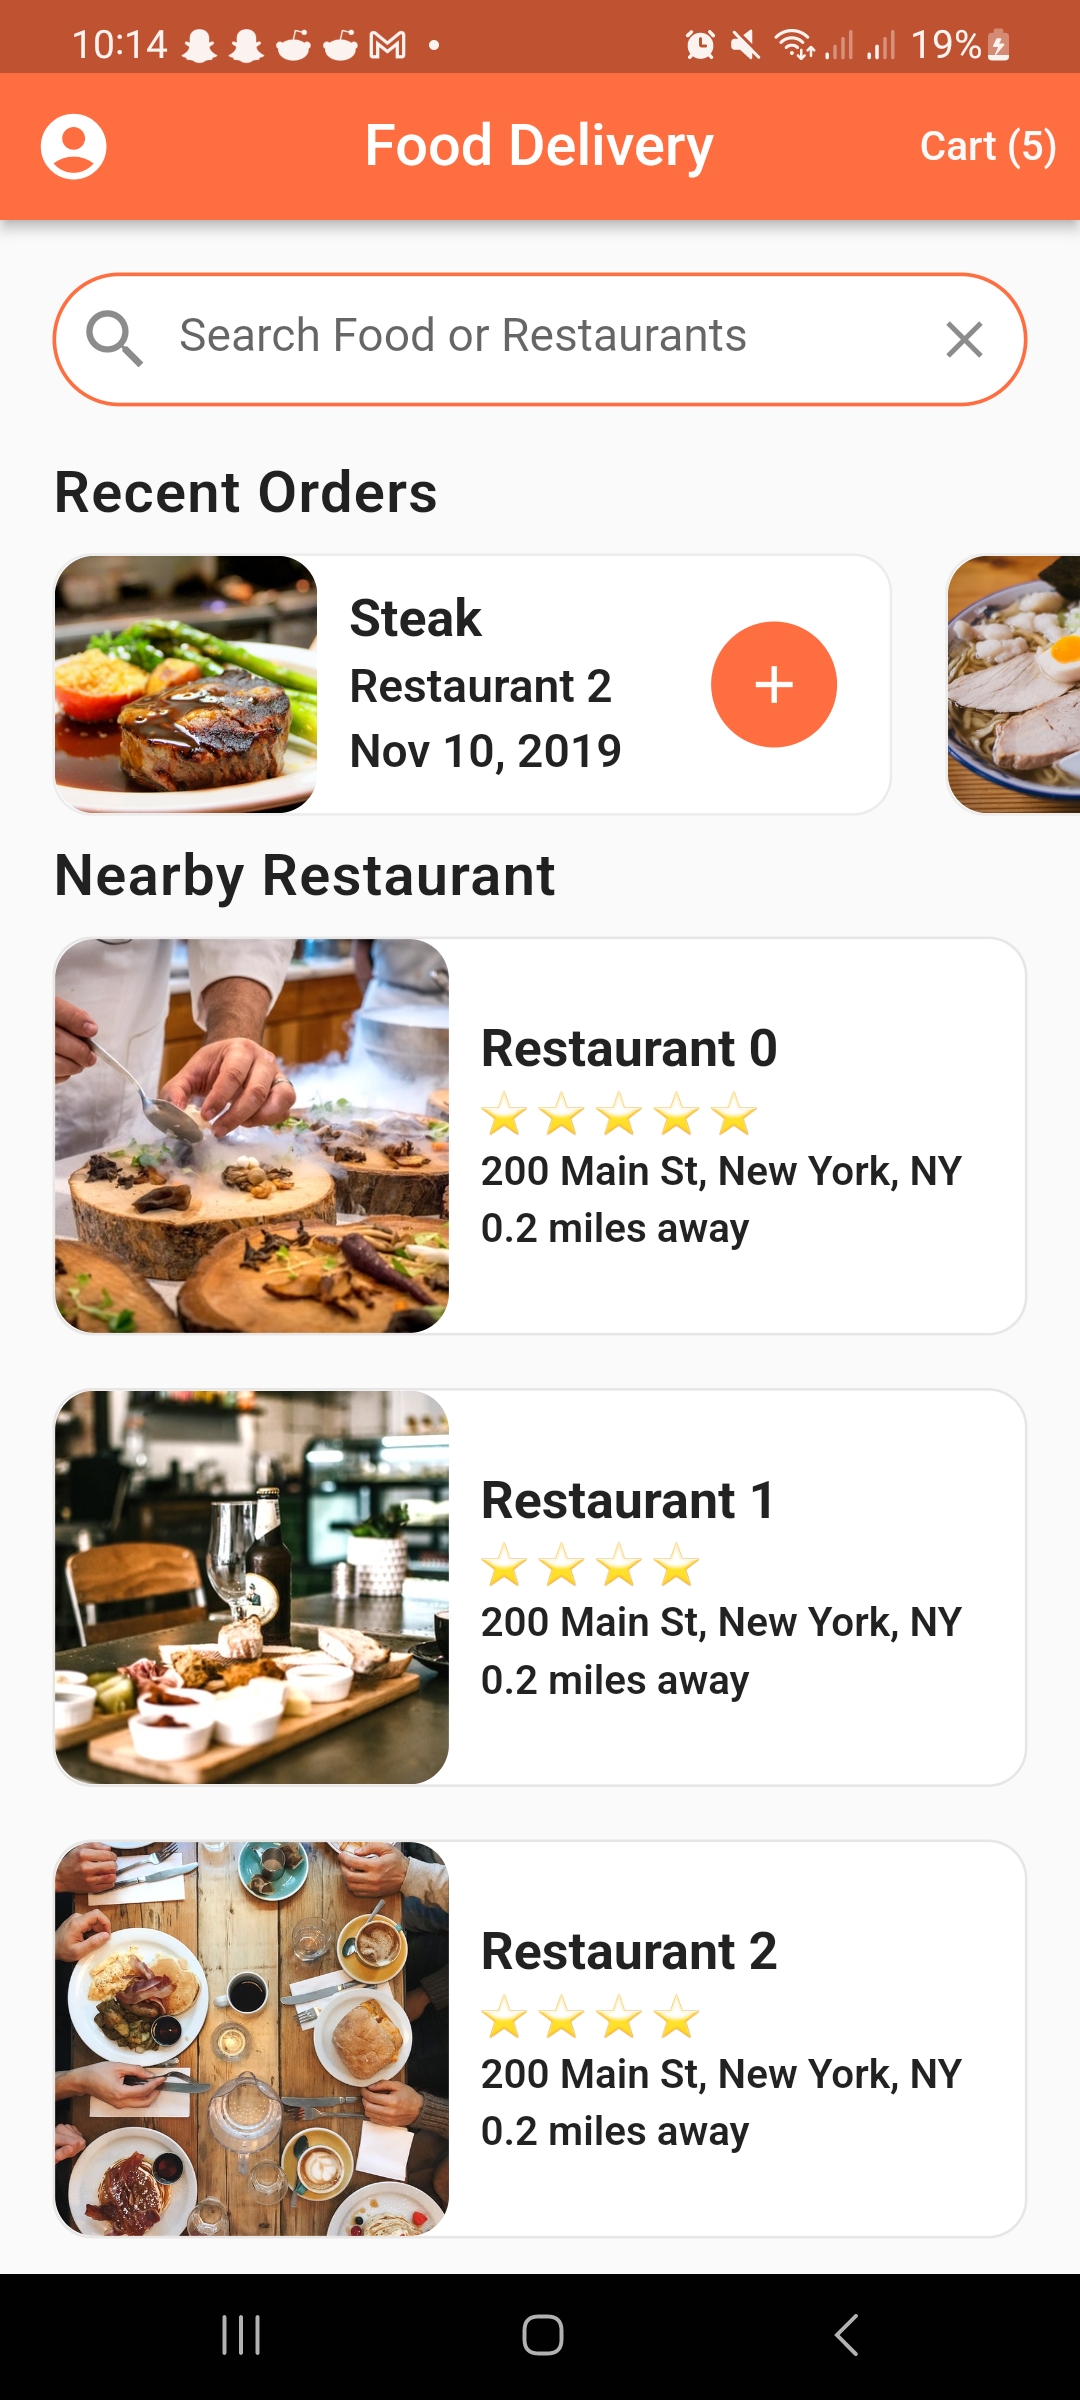 10:14
19%
Food Delivery
Cart (5)
Search Food or Restaurants
Recent Orders
Steak
Restaurant 2
Nov 10, 2019
Nearby Restaurant
Restaurant 0
200 Main St, New York, NY
0.2 miles away
Restaurant 1
200 Main St, New York, NY
0.2 miles away
Restaurant 2
200 Main St, New York, NY
0.2 miles away